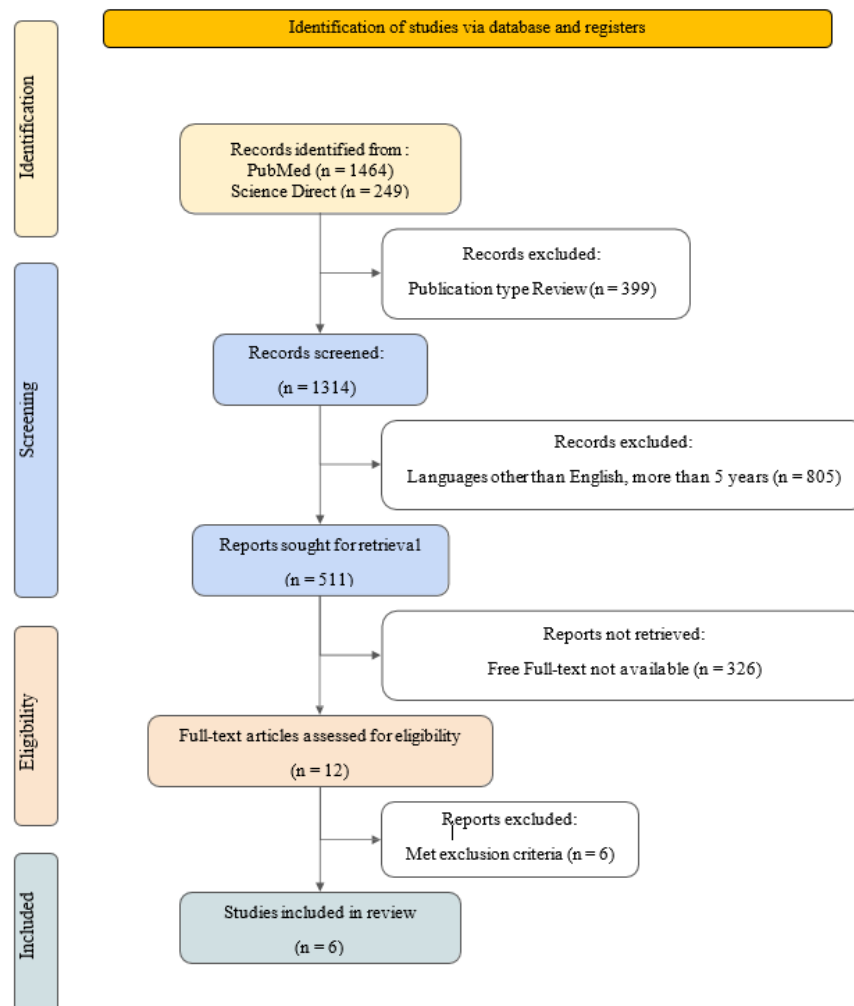 Identification of studies via database and registers
Identification
Records identified from :
PubMed (n = 1464)
Science Direct (n = 249)
Records excluded:
Publication type Review (n = 399)
Screening
Records screened:
(n = 1314)
Records excluded:
Languages other than English, more than 5 years (n = 805)
Reports sought for retrieval
(n = 511)
Reports not retrieved:
Free Full-text not available (n = 326)
Eligibility
Full-text articles assessed for eligibility
(n = 12)
Reports excluded:
Met exclusion criteria (n = 6)
Included
Studies included in review
(n = 6)